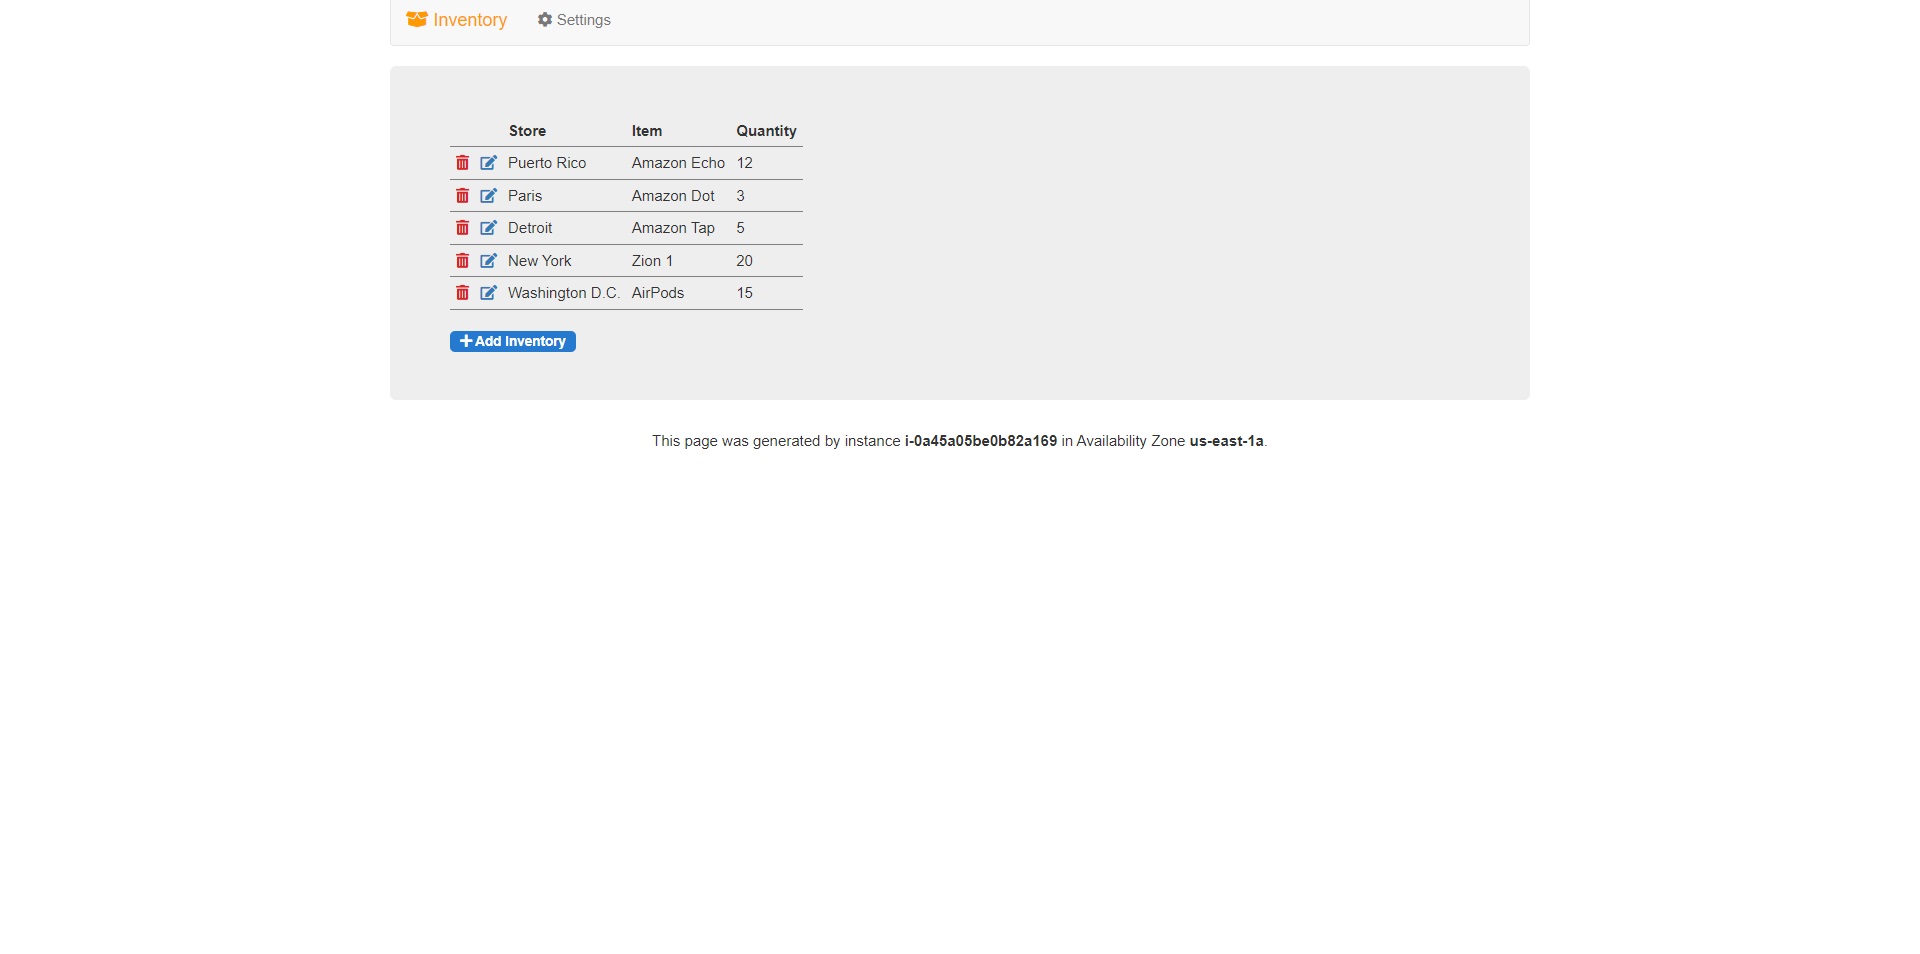 Inventory Settings
Store Item Quantity
Puerto Rico Amazon Echo 12
Paris Amazon Dot 3
Detroit Amazon Tap 5
New York Zion 1 20
Washington D.C. AirPods 15
Add Inventory
This page was generated by instance i-0a45a05be0b82a169 in Availability Zone us-east-1a.